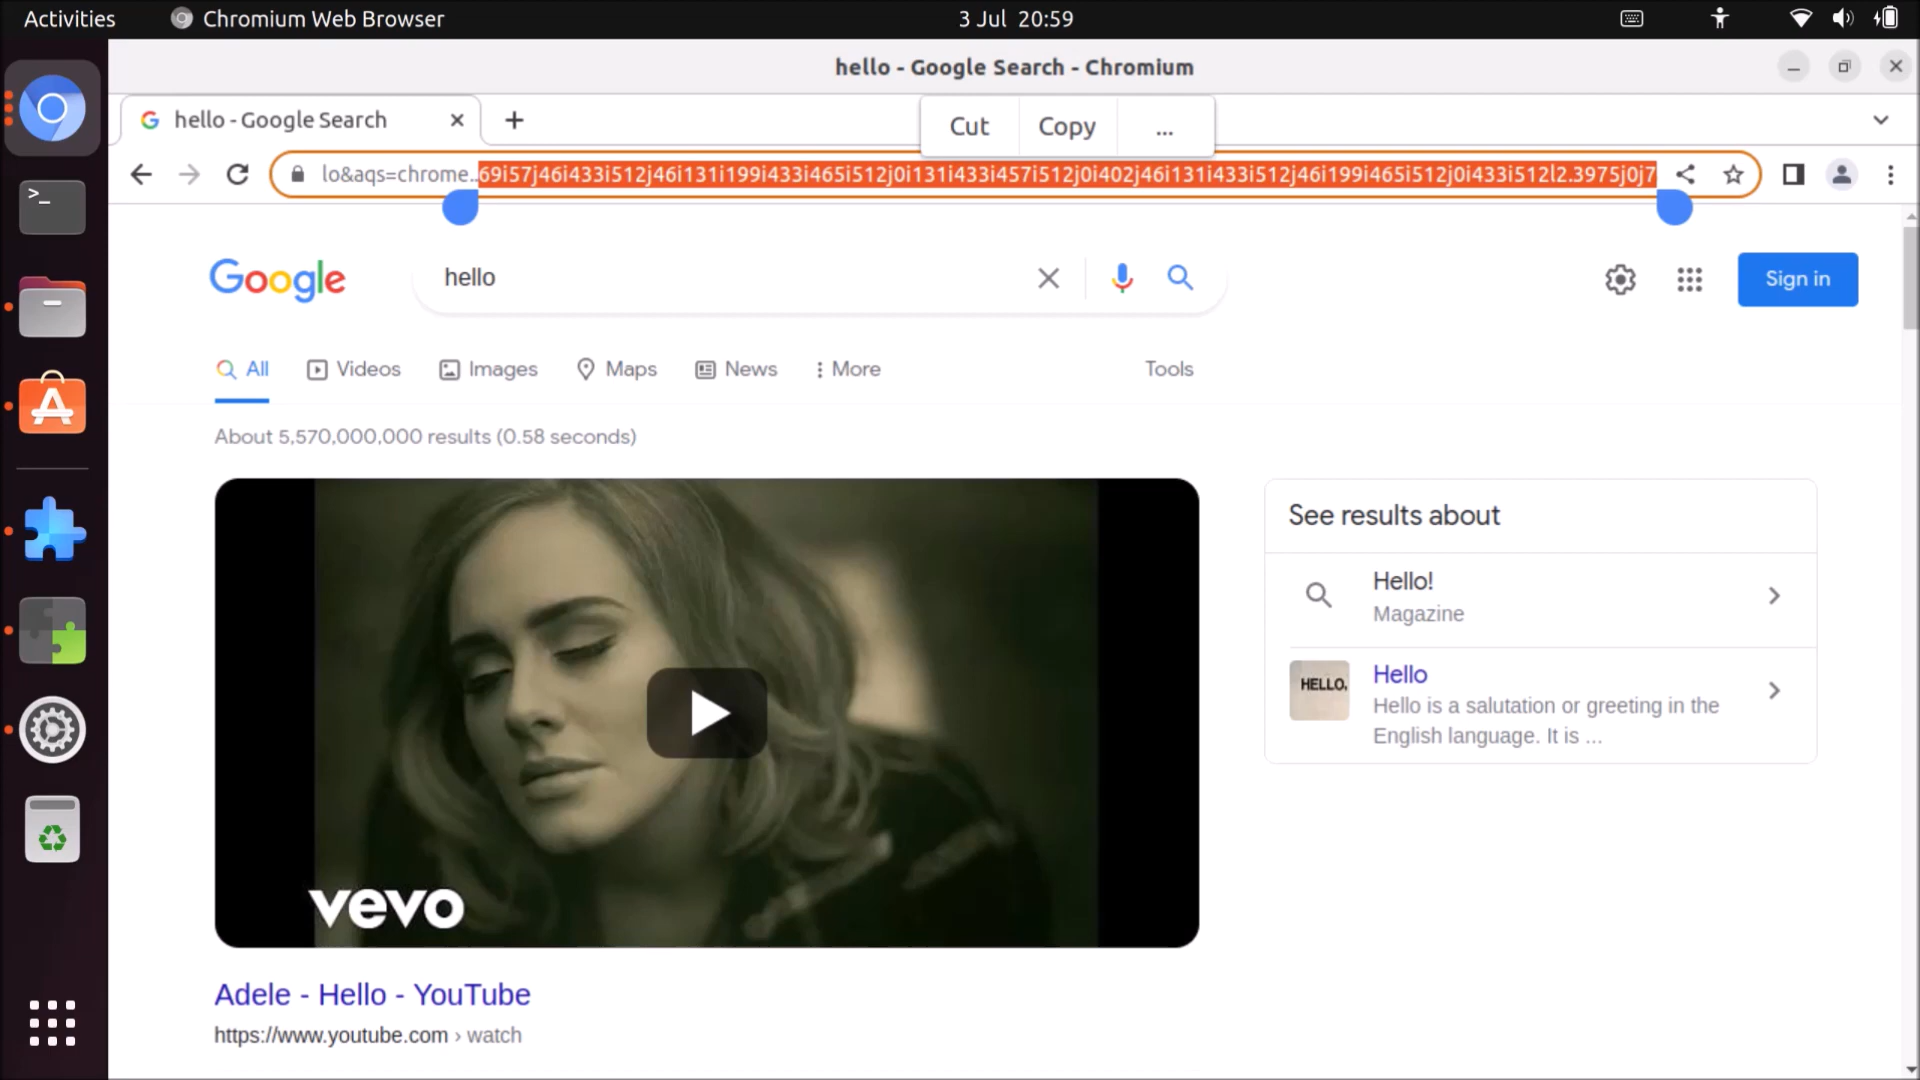 Activities
Chromium Web Browser
3 Jul 20:59
hello - Google Search - Chromium
hello - Google Search
Cut
Copy
...
lo&aqs=chrome..69i57j46i433i512j46i131i199i433i465i512j0i131i433i457i512j0i402j46i131i433i512j46i199i465i512j0i433i512l2.3975j0j7
>_
Google
hello
Sign in
All
Videos
Images
Maps
News
More
Tools
About 5,570,000,000 results (0.58 seconds)
vevo
See results about
Hello!
Magazine
HELLO,
Hello
Hello is a salutation or greeting in the
English language. It is ...
Adele - Hello - YouTube
https://www.youtube.com › watch